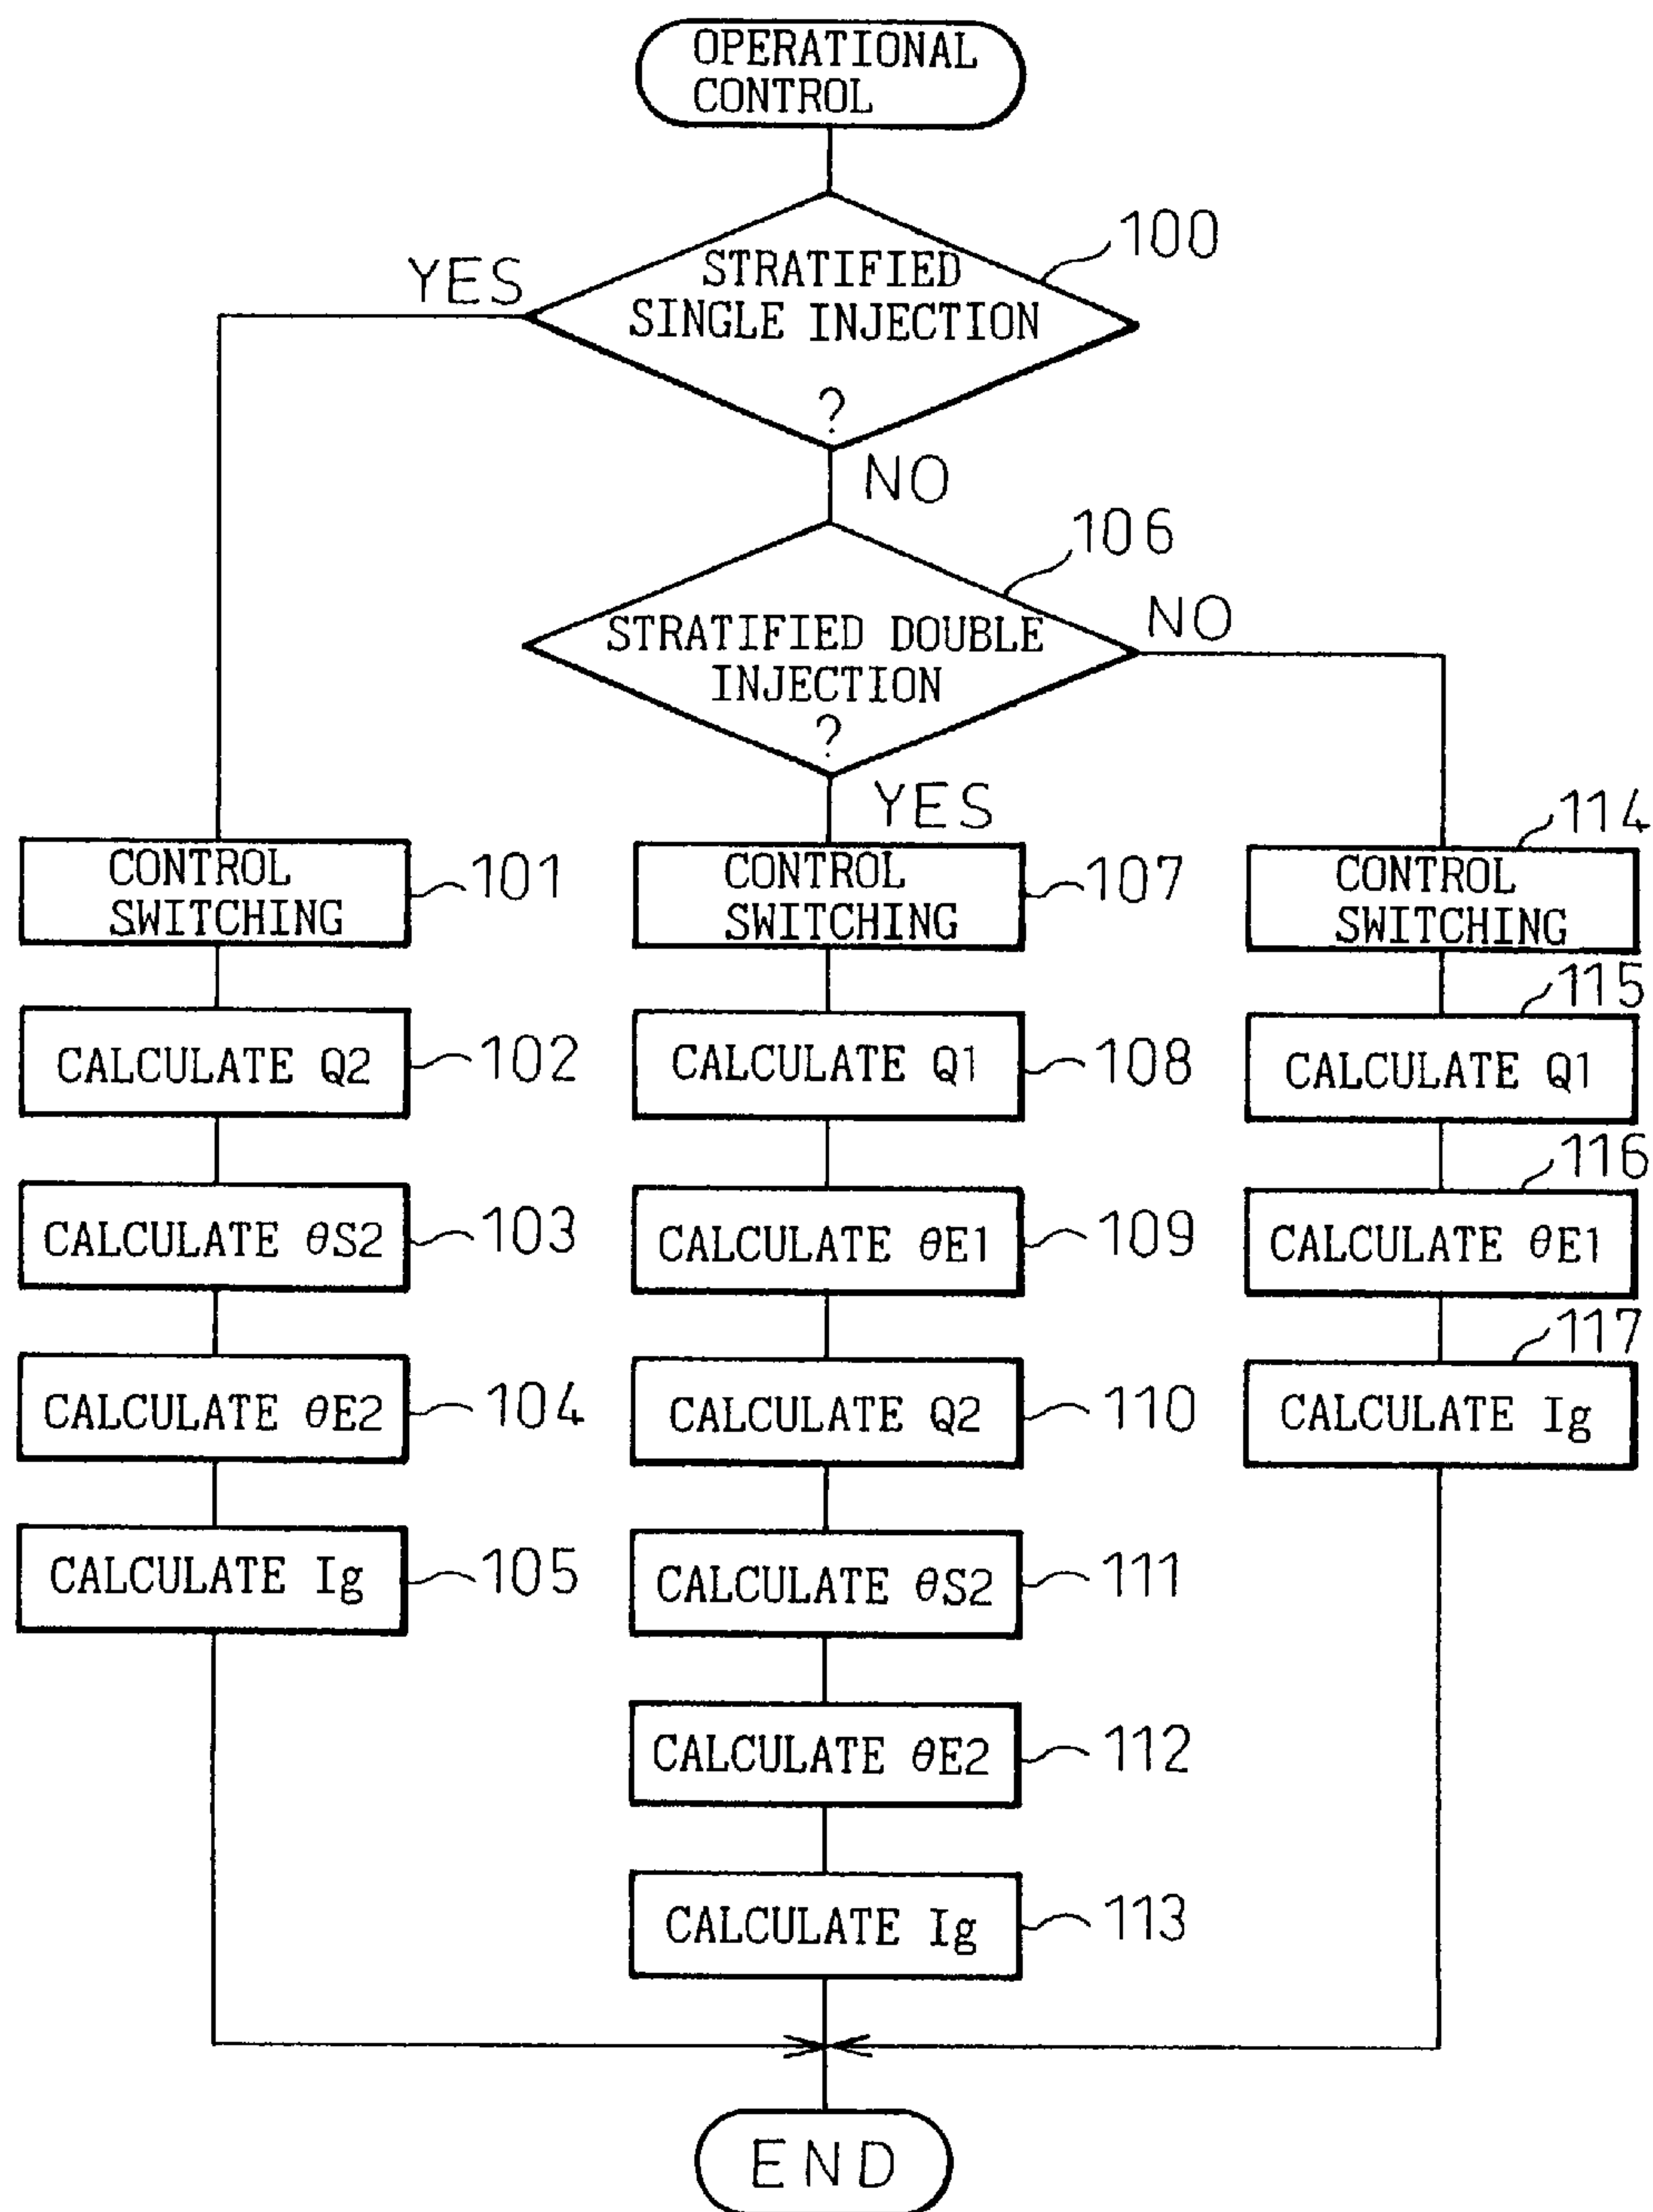 OPERATIONAL
CONTROL
100
STRATIFIED
SINGLE INJECTION
?
YES
NO
106
STRATIFIED DOUBLE
INJECTION
?
NO
YES
CONTROL
SWITCHING
101
CALCULATE Q2
102
CALCULATE θS2
103
CALCULATE θE2
104
CALCULATE Ig
105
CONTROL
SWITCHING
107
CALCULATE Q1
108
CALCULATE θE1
109
CALCULATE Q2
110
CALCULATE θS2
111
CALCULATE θE2
112
CALCULATE Ig
113
114
CONTROL
SWITCHING
115
CALCULATE Q1
116
CALCULATE θE1
117
CALCULATE Ig
END